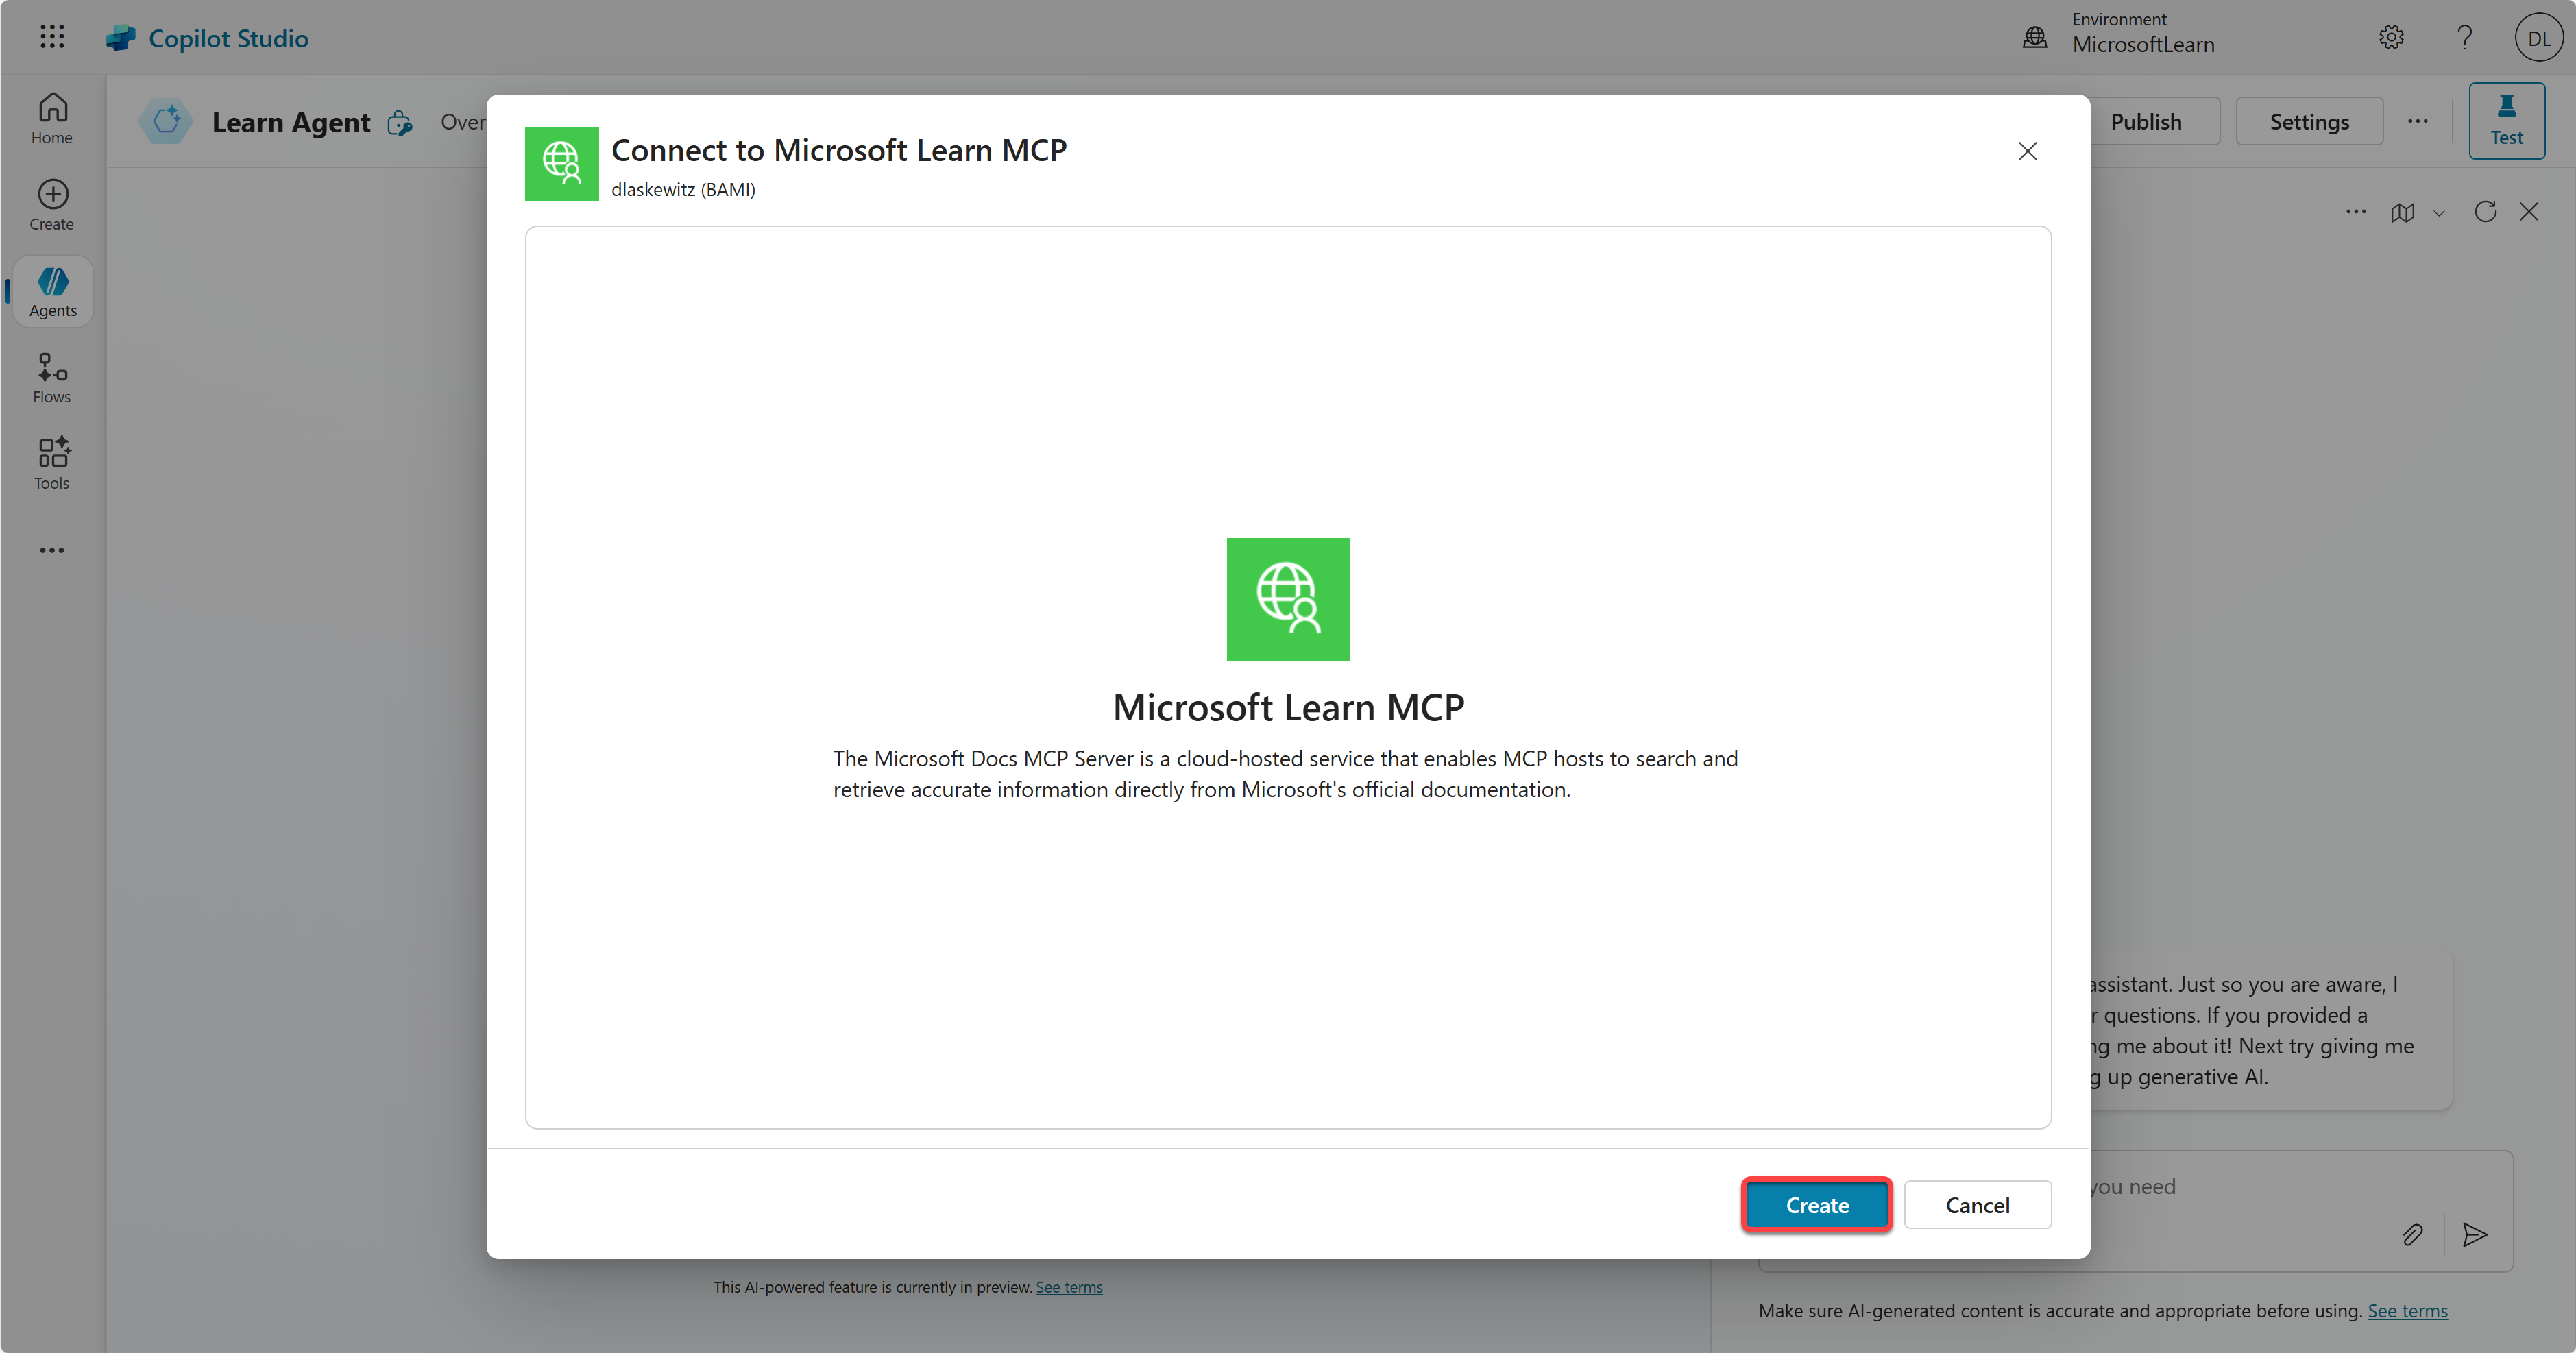 Copilot Studio
Environment
MicrosoftLearn
DL
Home
Create
Agents
Flows
Tools
Learn Agent
Over
Publish
Settings
Test
Connect to Microsoft Learn MCP
dlaskewitz (BAMI)
Microsoft Learn MCP
The Microsoft Docs MCP Server is a cloud-hosted service that enables MCP hosts to search and
retrieve accurate information directly from Microsoft's official documentation.
Create
Cancel
assistant. Just so you are aware, I
r questions. If you provided a
ng me about it! Next try giving me
g up generative AI.
you need
This AI-powered feature is currently in preview. See terms
Make sure AI-generated content is accurate and appropriate before using. See terms